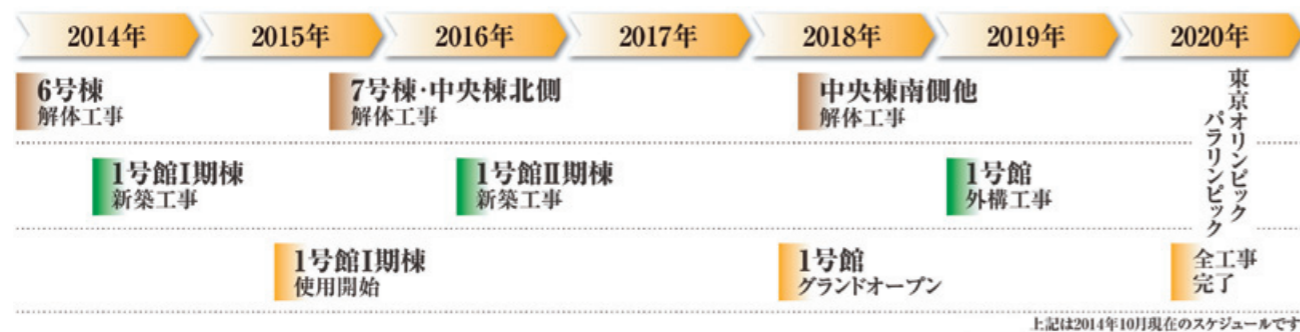 2014年
2015年
2016年
2017年
2018年
2019年
2020年
6号棟
解体工事
7号棟・中央棟北側
解体工事
中央棟南側他
解体工事
東京オリンピック
パラリンピック
1号館Ⅰ期棟
新築工事
1号館Ⅱ期棟
新築工事
1号館
外構工事
1号館Ⅰ期棟
使用開始
1号館
グランドオープン
全工事
完了
上記は2014年10月現在のスケジュールです